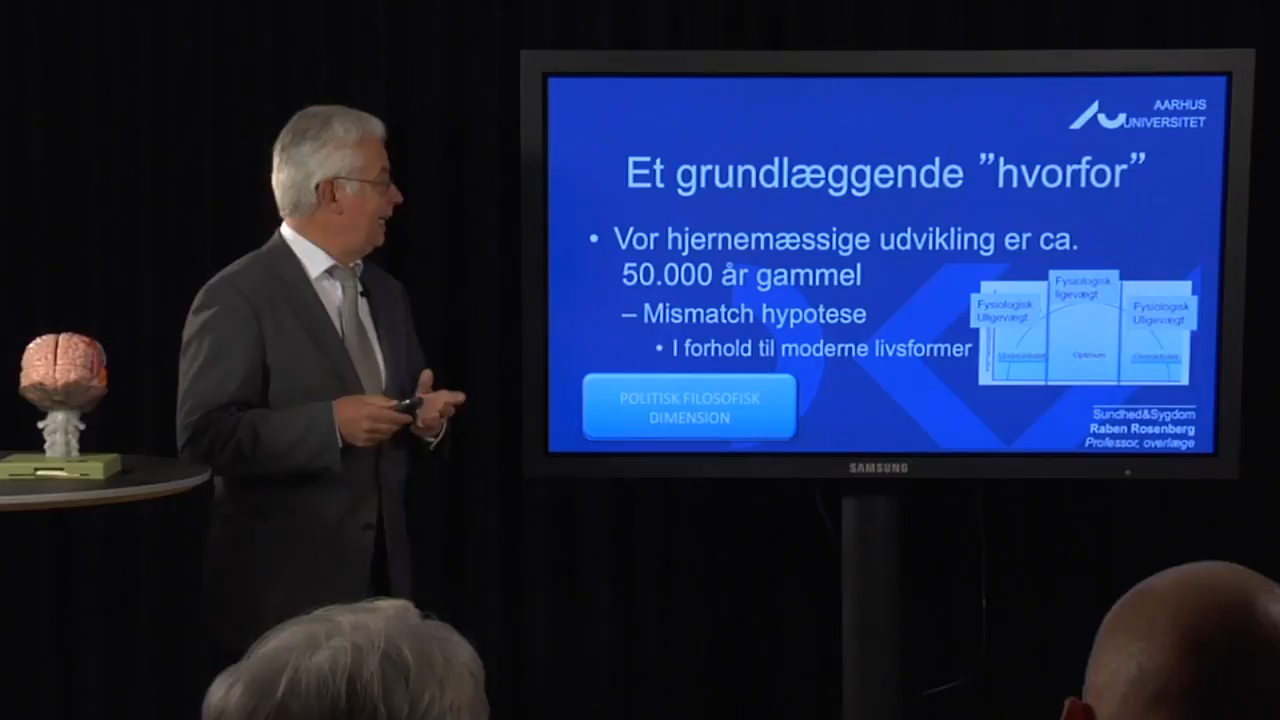 AARHUS
UNIVERSITET
Et grundlæggende ”hvorfor”
• Vor hjernemæssige udvikling er ca.
50.000 år gammel
– Mismatch hypotese
• I forhold til moderne livsformer
Fysiologisk
ligevægt
Fysiologisk
Uligevægt
Fysiologisk
Uligevægt
Optimum
POLITISK FILOSOFISK
DIMENSION
Sundhed&Sygdom
Raben Rosenberg
Professor, overlæge
SAMSUNG